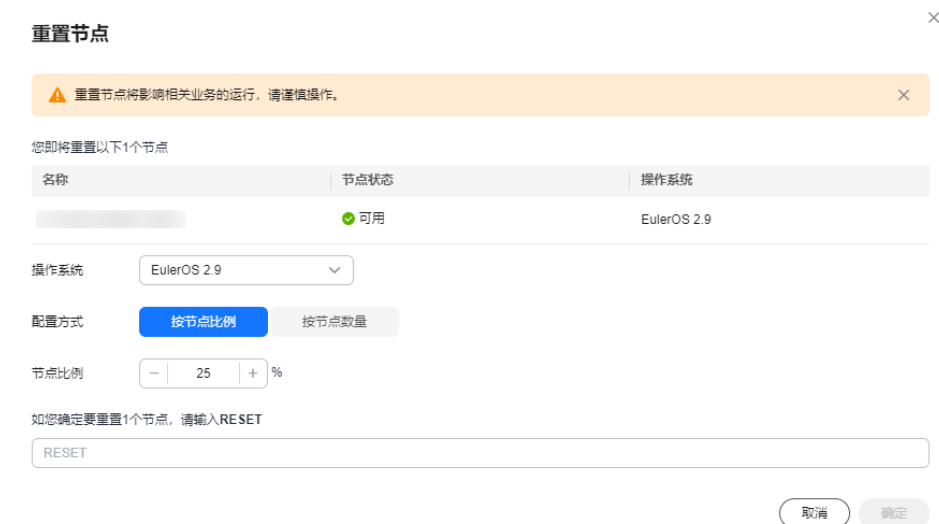 重置节点
重置节点将影响相关业务的运行，请谨慎操作。
您即将重置以下1个节点
名称 节点状态 操作系统
可用 EulerOS 2.9
操作系统 EulerOS 2.9
配置方式 按节点比例 按节点数量
节点比例 25 %
如您确定要重置1个节点，请输入RESET
RESET
取消 确定